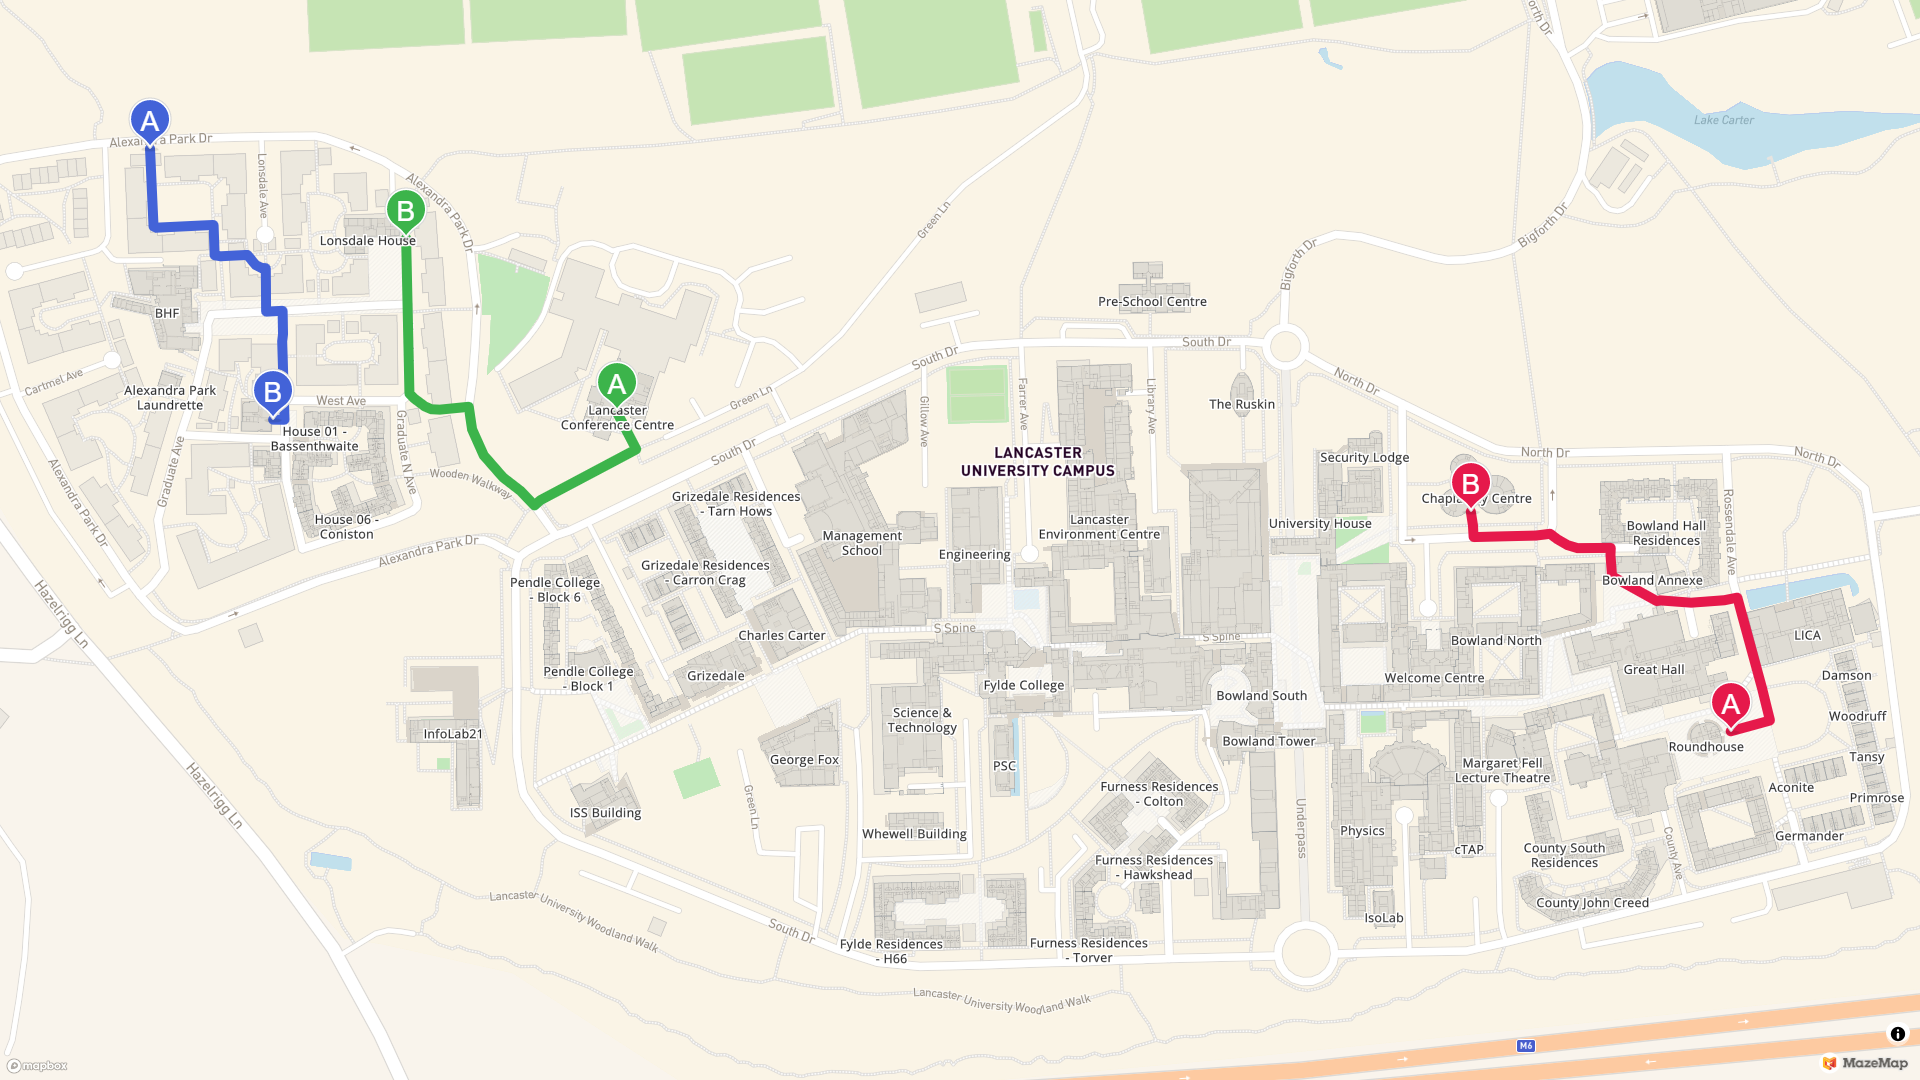 orth Dr
A
Alexandra Park Dr
Lonsdale Ave
Lake Carter
B
Alexandra Park Dr
Lonsdale House
Green Ln
Bigforth Dr
Bigforth Dr
BHF
Pre-School Centre
South Dr
South Dr
Cartmel Ave
Alexandra Park
Laundrette
B
West Ave
A
Lancaster
Conference Centre
Green Ln
Gillow Ave
Farrer Ave
Library Ave
The Ruskin
North Dr
House 01 -
Bassenthwaite
Graduate N Ave
Graduate Ave
Alexandra Park Dr
Wooden Walkway
South Dr
LANCASTER
UNIVERSITY CAMPUS
Security Lodge
North Dr
North Dr
B
Centre
Grizedale Residences
- Tarn Hows
House 06 -
Coniston
Management
School
Engineering
Lancaster
Environment Centre
University House
Bowland Hall
Residences
Rossendale Ave
Alexandra Park Dr
Grizedale Residences
- Carron Crag
Pendle College
- Block 6
Bowland Annexe
Hazelrigg Ln
Charles Carter
S Spine
S Spine
Bowland North
LICA
Pendle College
- Block 1
Grizedale
Fylde College
Bowland South
Welcome Centre
Great Hall
Damson
A
Woodruff
InfoLab21
Science &
Technology
Bowland Tower
Roundhouse
Tansy
George Fox
PSC
Margaret Fell
Lecture Theatre
Hazelrigg Ln
ISS Building
Green Ln
Furness Residences
- Colton
Aconite
Primrose
Whewell Building
Underpass
Physics
cTAP
County South
Residences
County Ave
Germander
Furness Residences
- Hawkshead
Lancaster University Woodland Walk
South Dr
Fylde Residences
- H66
Furness Residences
- Torver
IsoLab
County John Creed
Lancaster University Woodland Walk
M6
mapbox
MazeMap